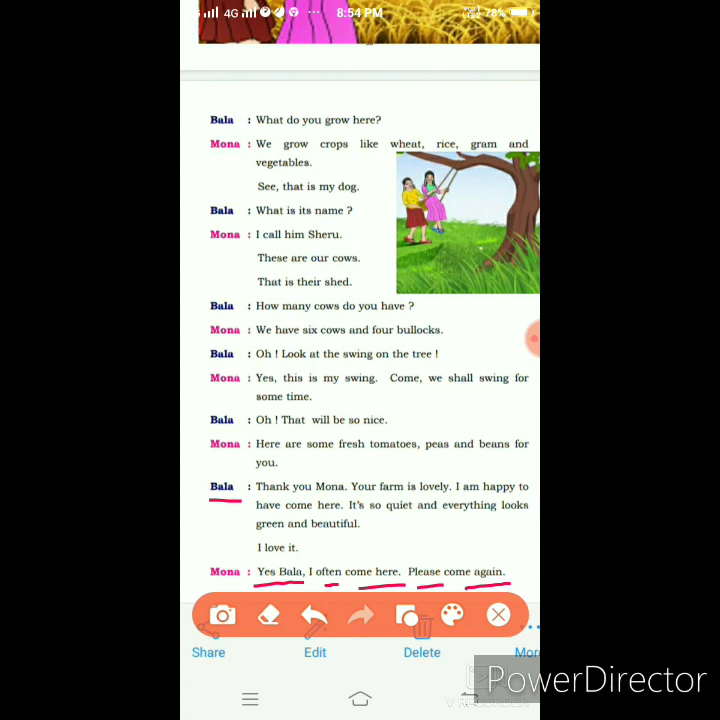 4G 8:54 PM 78%
Bala : What do you grow here?
Mona : We grow crops like wheat, rice, gram and
vegetables.
See, that is my dog.
Bala : What is its name ?
Mona : I call him Sheru.
These are our cows.
That is their shed.
Bala : How many cows do you have ?
Mona : We have six cows and four bullocks.
Bala : Oh ! Look at the swing on the tree !
Mona : Yes, this is my swing. Come, we shall swing for
some time.
Bala : Oh ! That will be so nice.
Mona : Here are some fresh tomatoes, peas and beans for
you.
Bala : Thank you Mona. Your farm is lovely. I am happy to
have come here. It's so quiet and everything looks
green and beautiful.
I love it.
Mona : Yes Bala, I often come here. Please come again.
Share Edit Delete More
PowerDirector